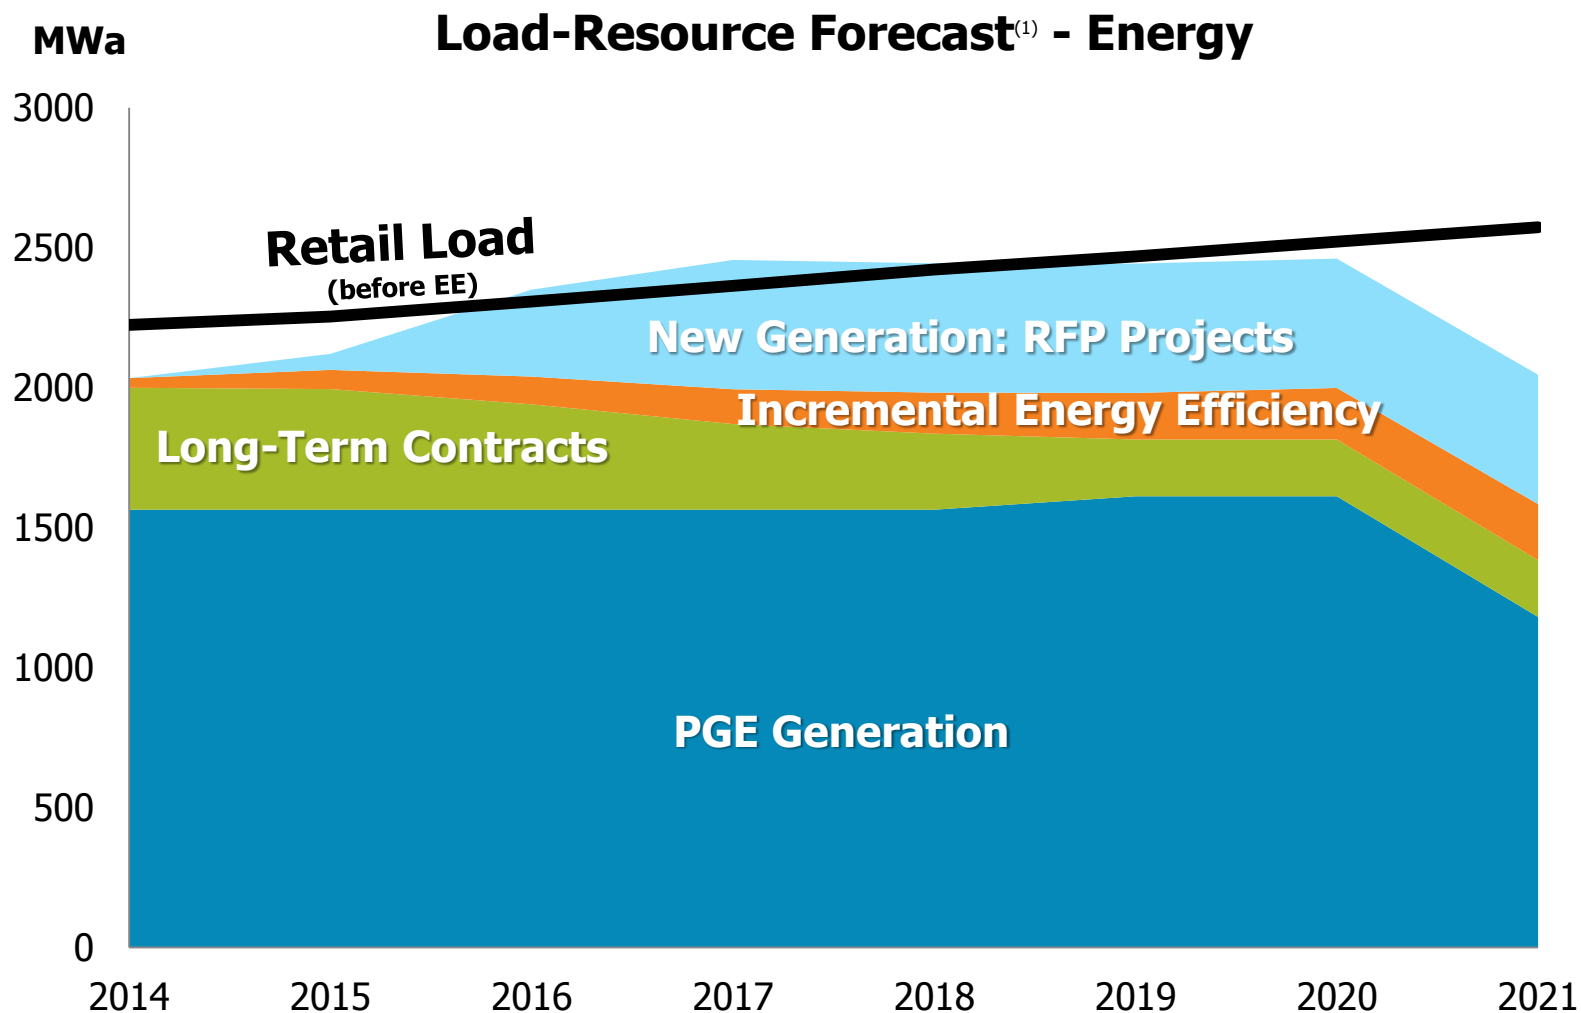 Load-Resource Forecast(1) - Energy
MWa
3000
2500
2000
1500
1000
500
0
Retail Load
(before EE)
New Generation: RFP Projects
Incremental Energy Efficiency
Long-Term Contracts
PGE Generation
2014 2015 2016 2017 2018 2019 2020 2021